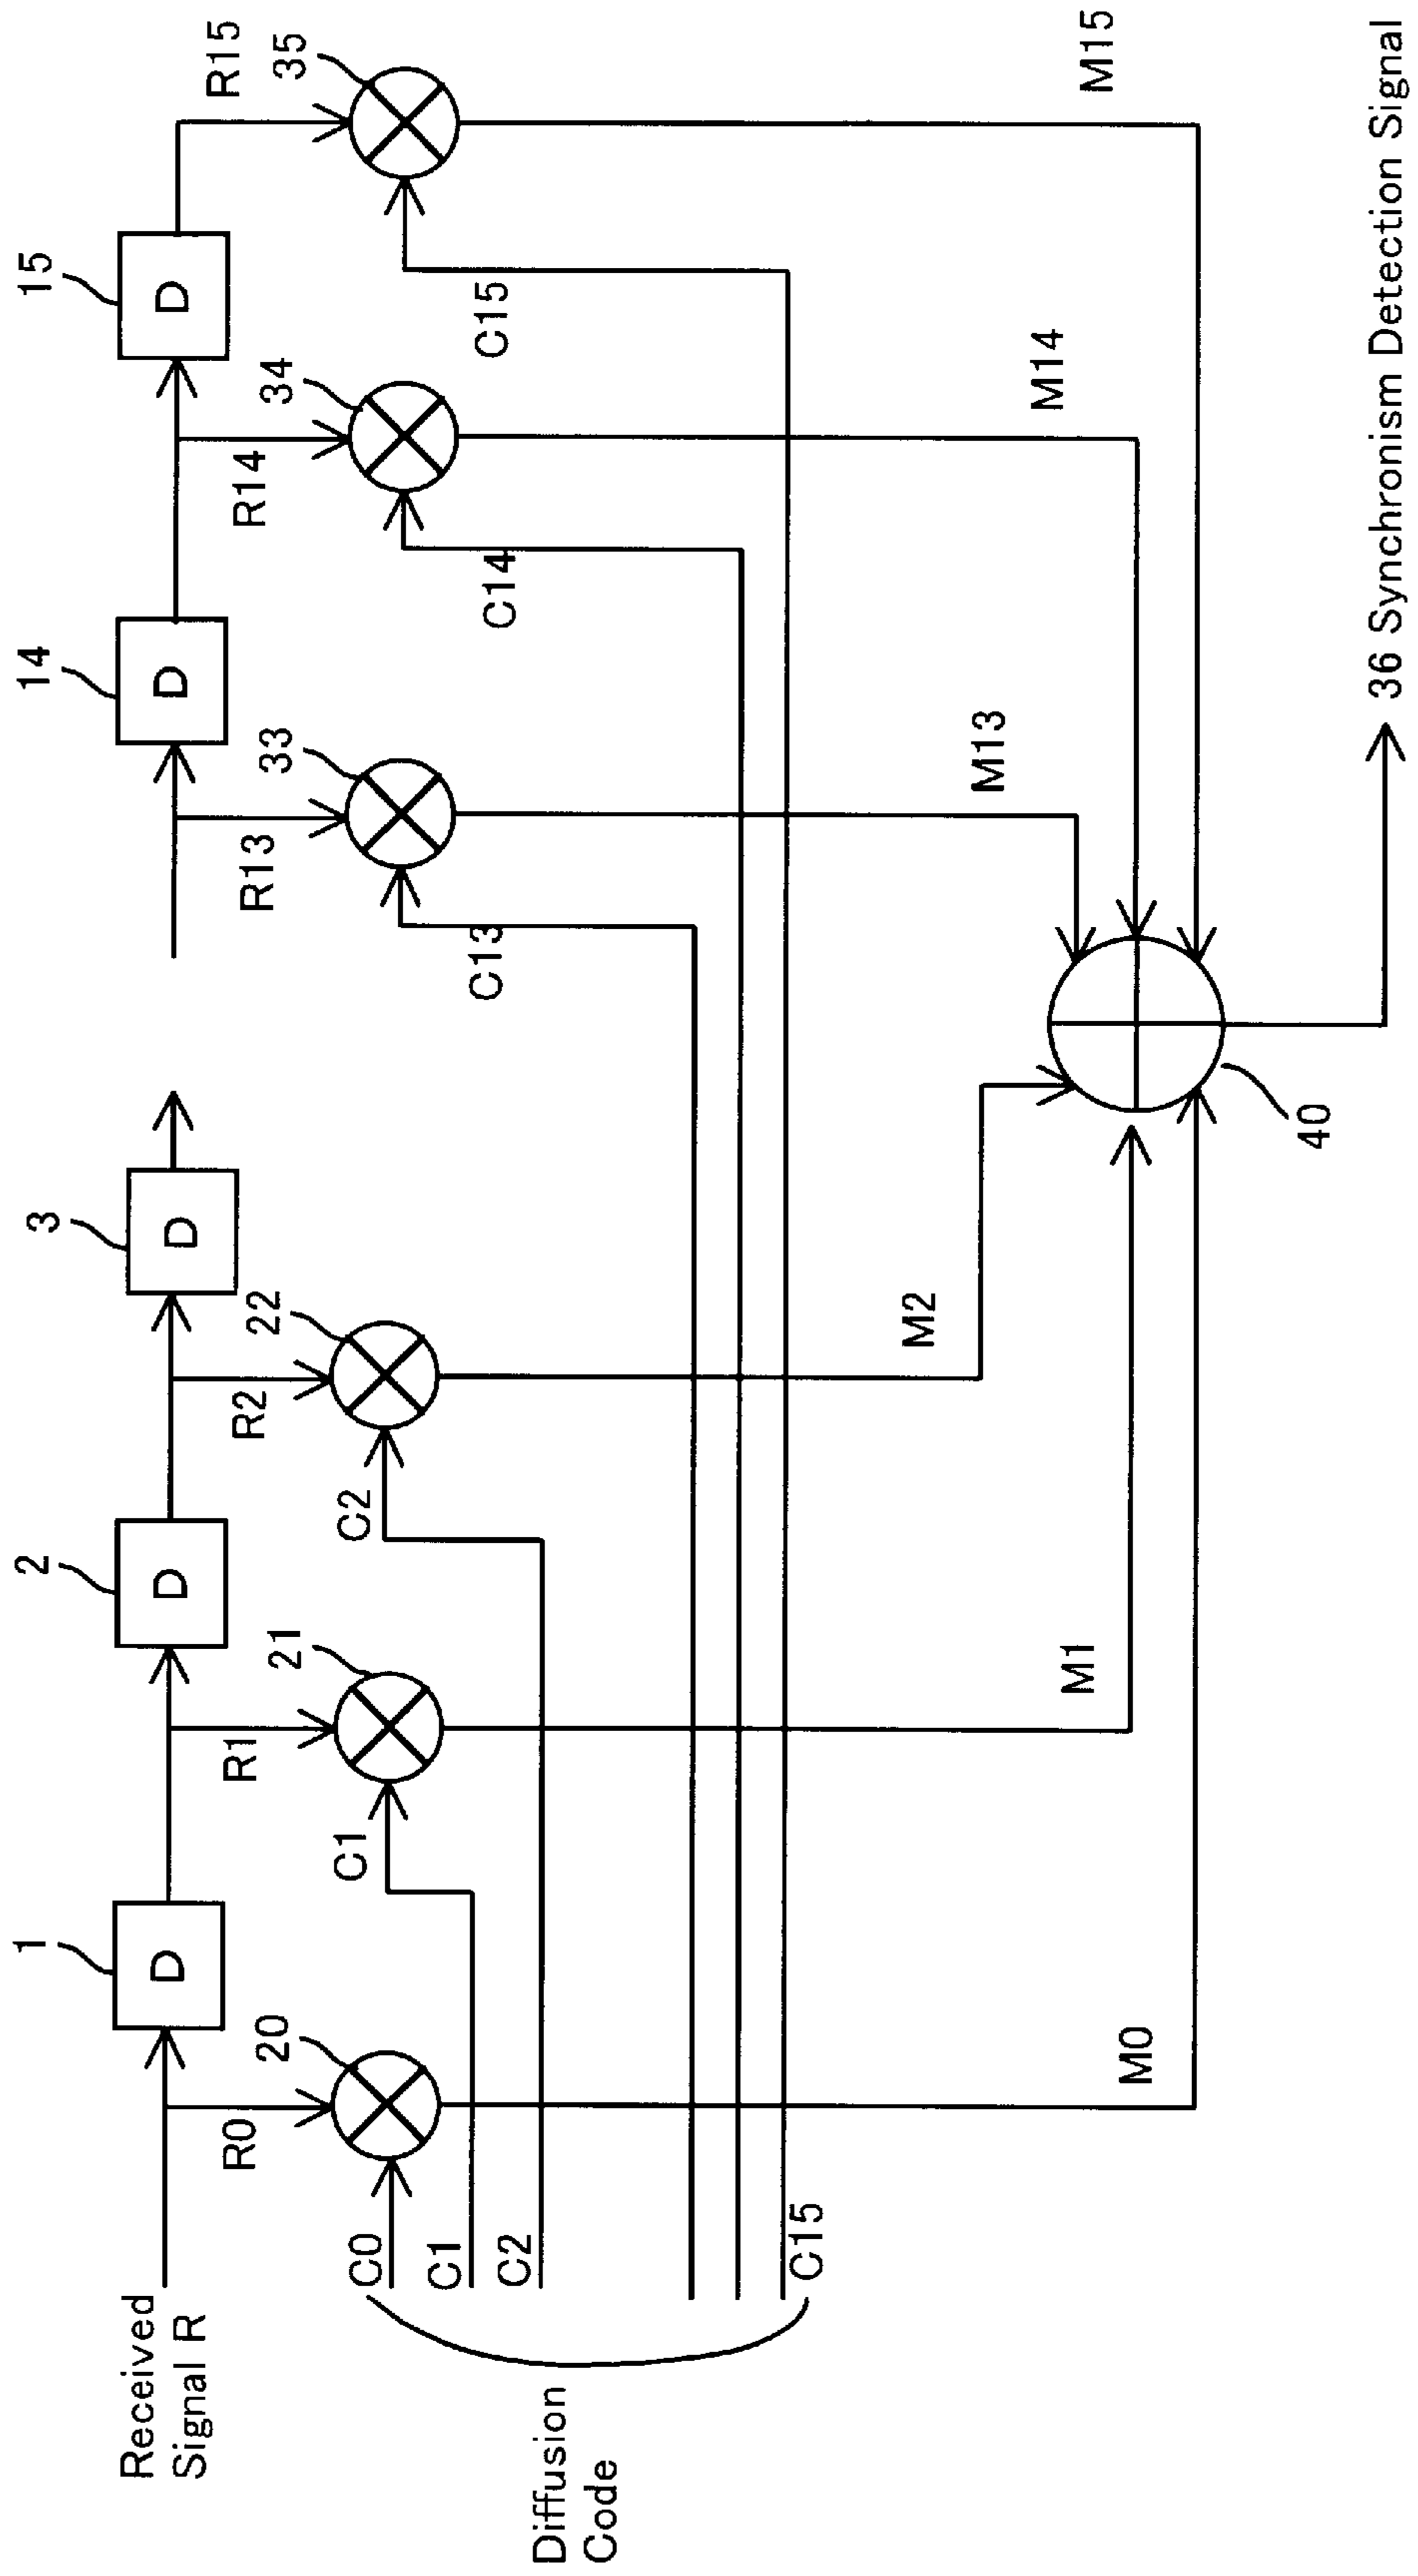 1
2
3
14
15
D
D
D
D
D
Received
Signal R
R0
20
R1
21
R2
22
R13
33
R14
34
R15
35
C0
C1
C2
C13
C14
C15
C1
C2
C15
Diffusion
Code
M0
M1
M2
M13
M14
M15
40
36 Synchronism Detection Signal